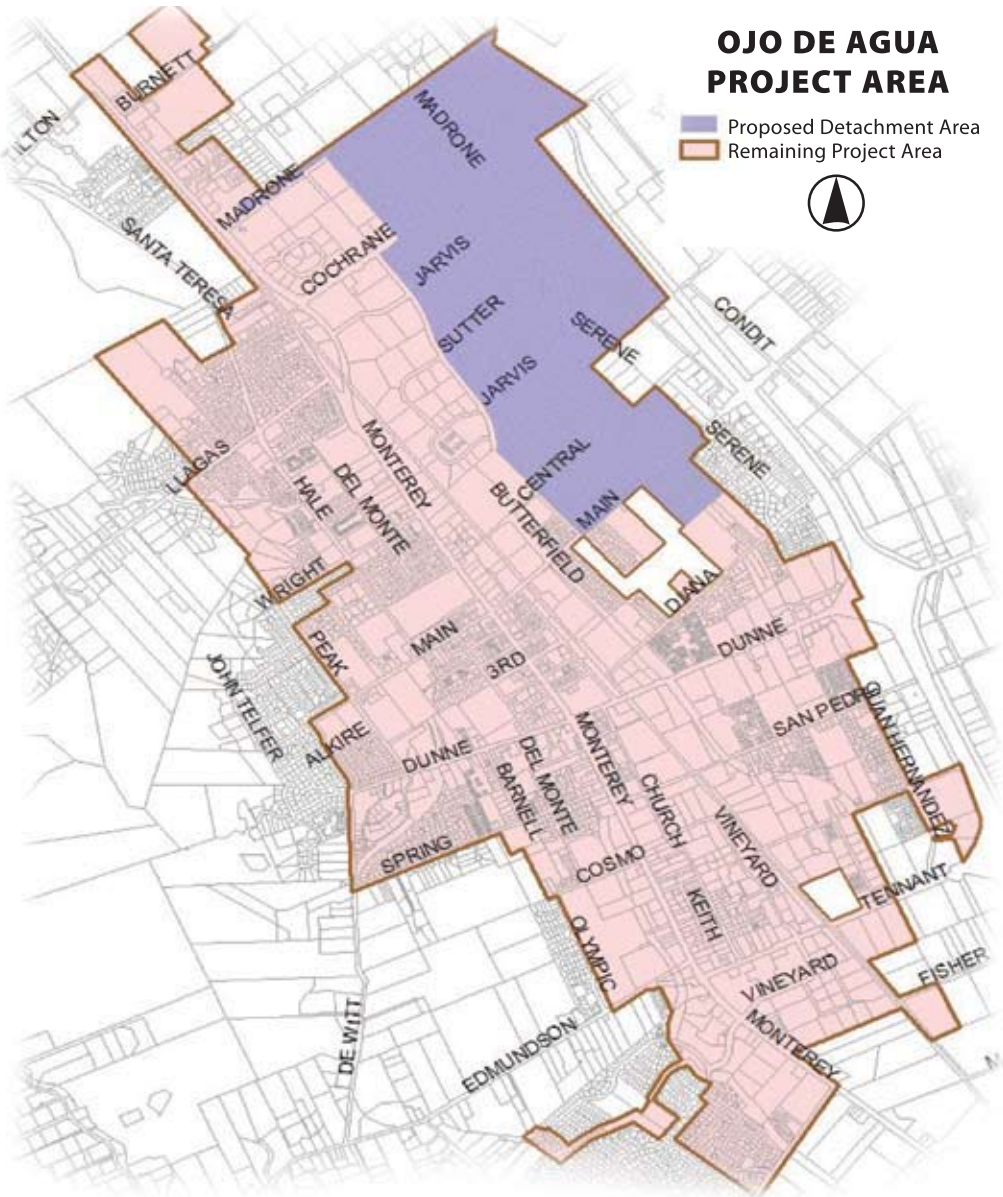 OJO DE AGUA
PROJECT AREA
Proposed Detachment Area
Remaining Project Area
BURNETT
MADRONE
ILTON
MADRONE
SANTA TERESA
COCHRANE
JARVIS
SUTTER
SERENE
CONDIT
JARVIS
LLAGAS
MONTEREY
SERENE
HALE
DEL MONTE
CENTRAL
BUTTERFIELD
MAIN
WRIGHT
DIANA
PEAK
MAIN
3RD
DUNNE
JOHN TELFER
SAN PEDRO
JUAN HERNANDEZ
ALKIRE
DUNNE
DEL MONTE
MONTEREY
BARNELL
CHURCH
VINEYARD
SPRING
COSMO
TENNANT
KEITH
OLYMPIC
VINEYARD
FISHER
DE WITT
EDMUNDSON
MONTEREY
M